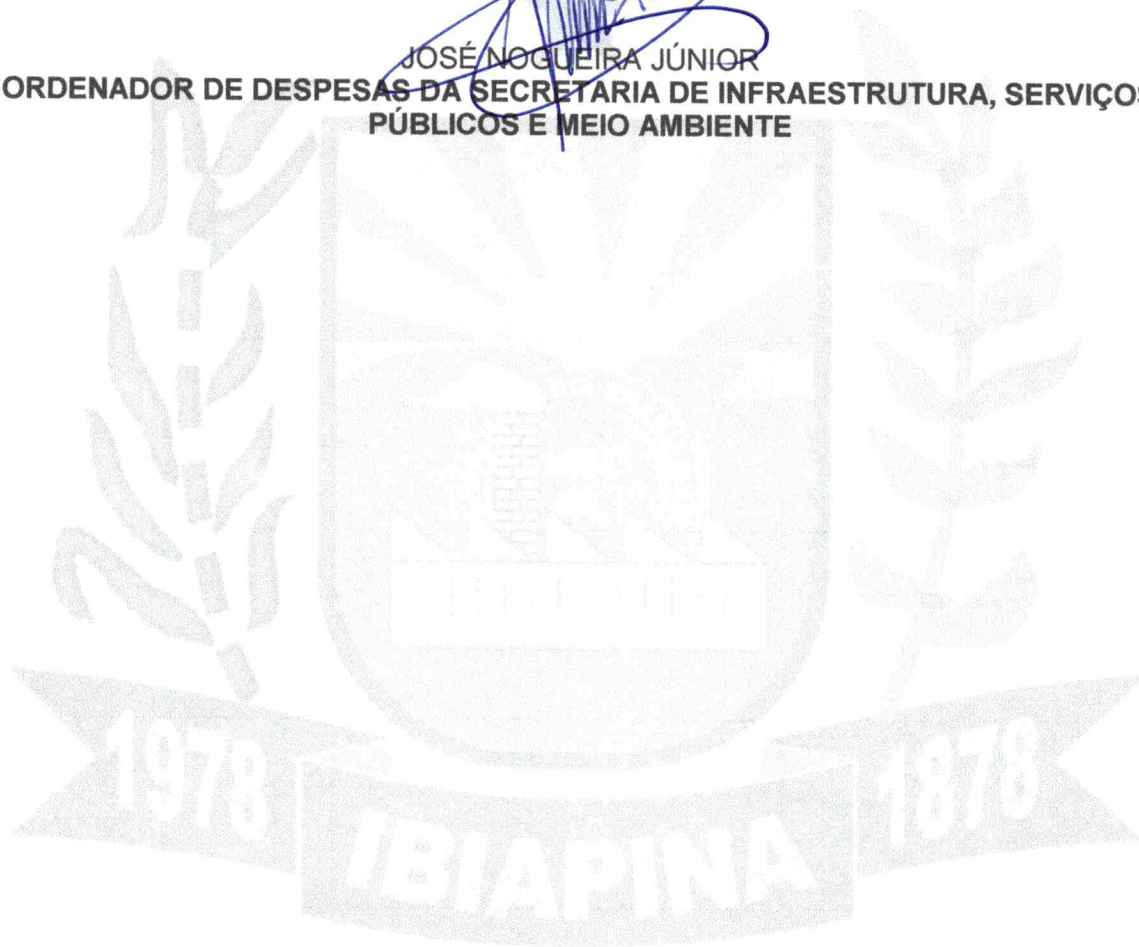 JOSÉ NOGUEIRA JÚNIOR
ORDENADOR DE DESPESAS DA SECRETARIA DE INFRAESTRUTURA, SERVIÇOS
PÚBLICOS E MEIO AMBIENTE
1978
IBIAPINA
1878